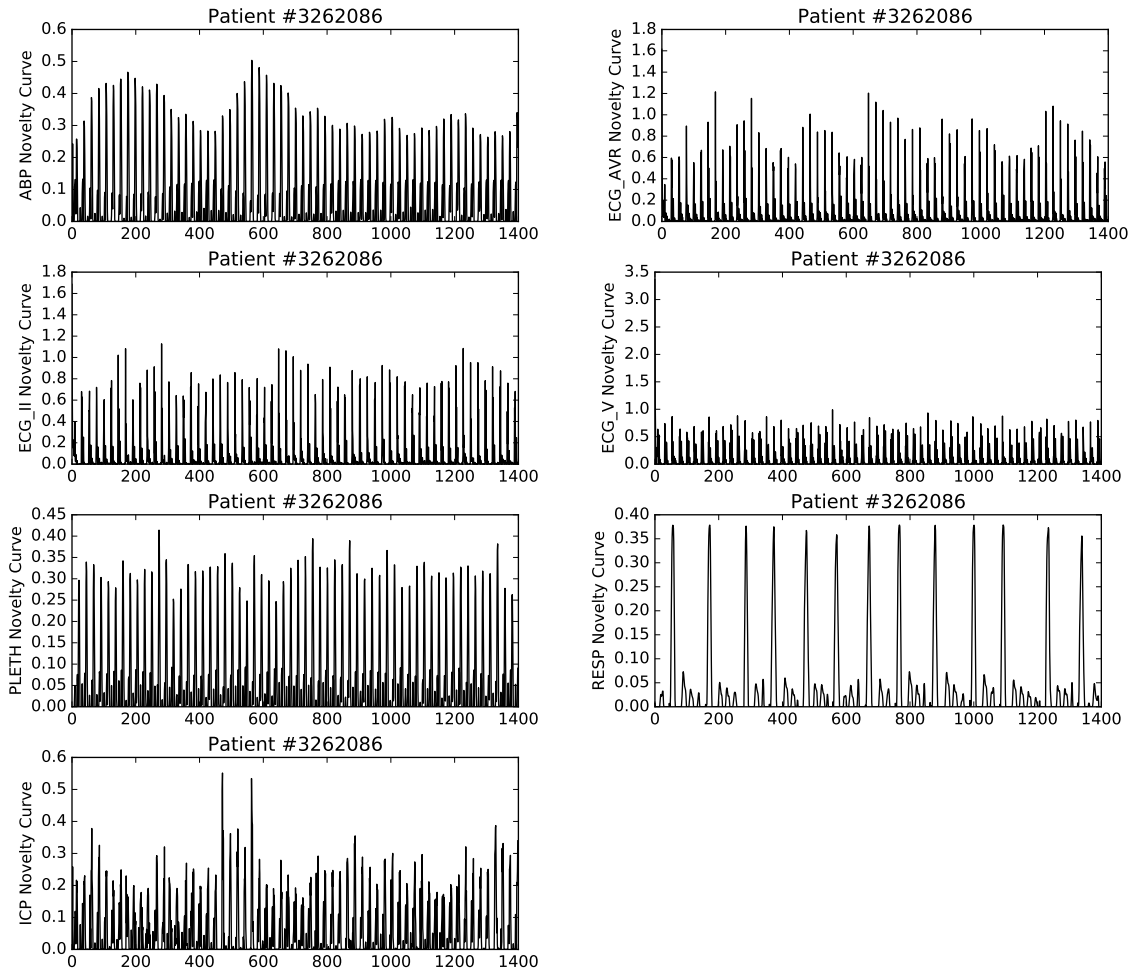 Patient #3262086
ABP Novelty Curve
0.6
0.5
0.4
0.3
0.2
0.1
0.0
0 200 400 600 800 1000 1200 1400
Patient #3262086
ECG_AVR Novelty Curve
1.8
1.6
1.4
1.2
1.0
0.8
0.6
0.4
0.2
0.0
0 200 400 600 800 1000 1200 1400
Patient #3262086
ECG_II Novelty Curve
1.8
1.6
1.4
1.2
1.0
0.8
0.6
0.4
0.2
0.0
0 200 400 600 800 1000 1200 1400
Patient #3262086
ECG_V Novelty Curve
3.5
3.0
2.5
2.0
1.5
1.0
0.5
0.0
0 200 400 600 800 1000 1200 1400
Patient #3262086
PLETH Novelty Curve
0.45
0.40
0.35
0.30
0.25
0.20
0.15
0.10
0.05
0.00
0 200 400 600 800 1000 1200 1400
Patient #3262086
RESP Novelty Curve
0.40
0.35
0.30
0.25
0.20
0.15
0.10
0.05
0.00
0 200 400 600 800 1000 1200 1400
Patient #3262086
ICP Novelty Curve
0.6
0.5
0.4
0.3
0.2
0.1
0.0
0 200 400 600 800 1000 1200 1400